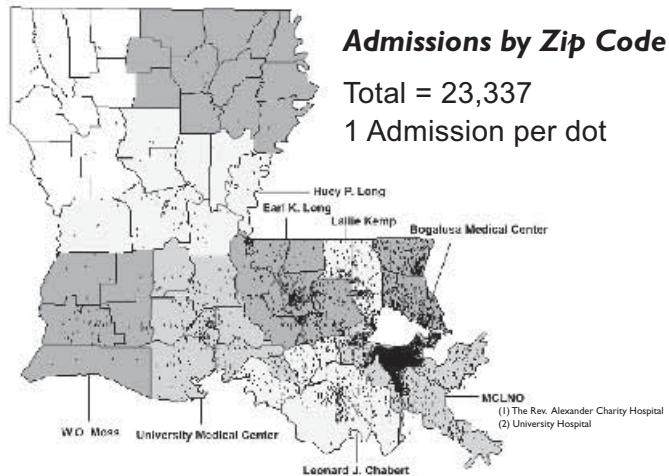 Admissions by Zip Code
Total = 23,337
1 Admission per dot
Huey P. Long
Earl K. Long
Lallie Kemp
Bogalusa Medical Center
MCLNO
(1) The Rev. Alexander Charity Hospital
(2) University Hospital
W.O. Moss
University Medical Center
Leonard J. Chabert